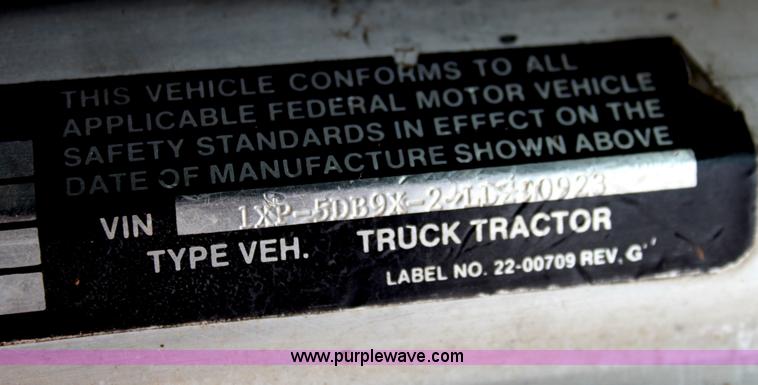 THIS VEHICLE CONFORMS TO ALL
APPLICABLE FEDERAL MOTOR VEHICLE
SAFETY STANDARDS IN EFFECT ON THE
DATE OF MANUFACTURE SHOWN ABOVE
VIN
TYPE VEH. TRUCK TRACTOR
LABEL NO. 22-00709 REV. G
www.purplewave.com